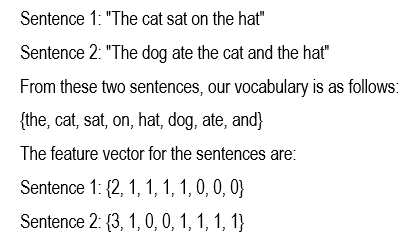 Sentence 1: "The cat sat on the hat"
Sentence 2: "The dog ate the cat and the hat"
From these two sentences, our vocabulary is as follows:
{the, cat, sat, on, hat, dog, ate, and}
The feature vector for the sentences are:
Sentence 1: {2, 1, 1, 1, 1, 0, 0, 0}
Sentence 2: {3, 1, 0, 0, 1, 1, 1, 1}